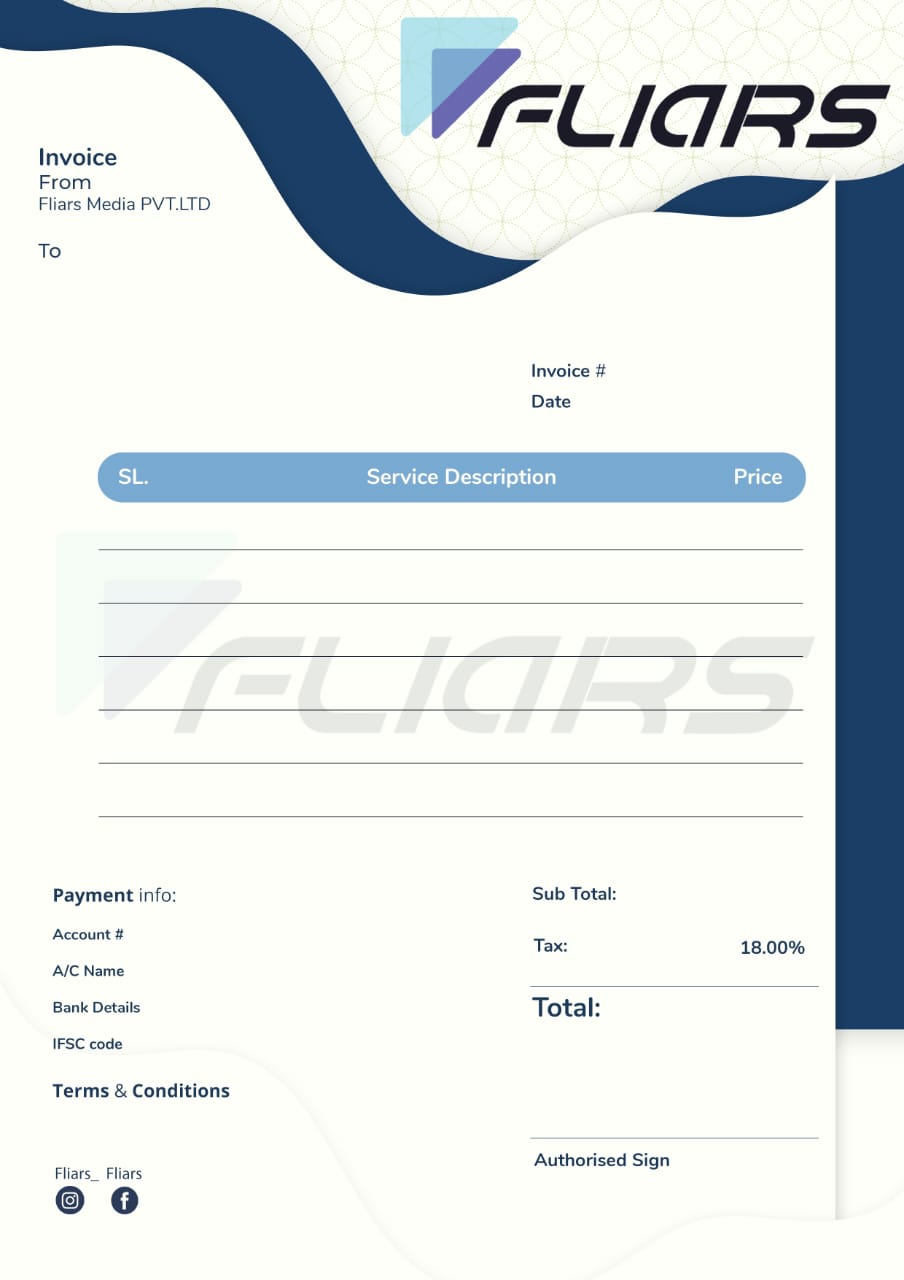 FLIARS
Invoice
From
Fliars Media PVT.LTD
To
Invoice #
Date
SL. Service Description Price
FLIARS
Payment info:
Account #
A/C Name
Bank Details
IFSC code
Terms & Conditions
Sub Total:
Tax: 18.00%
Total:
Authorised Sign
Fliars_ Fliars